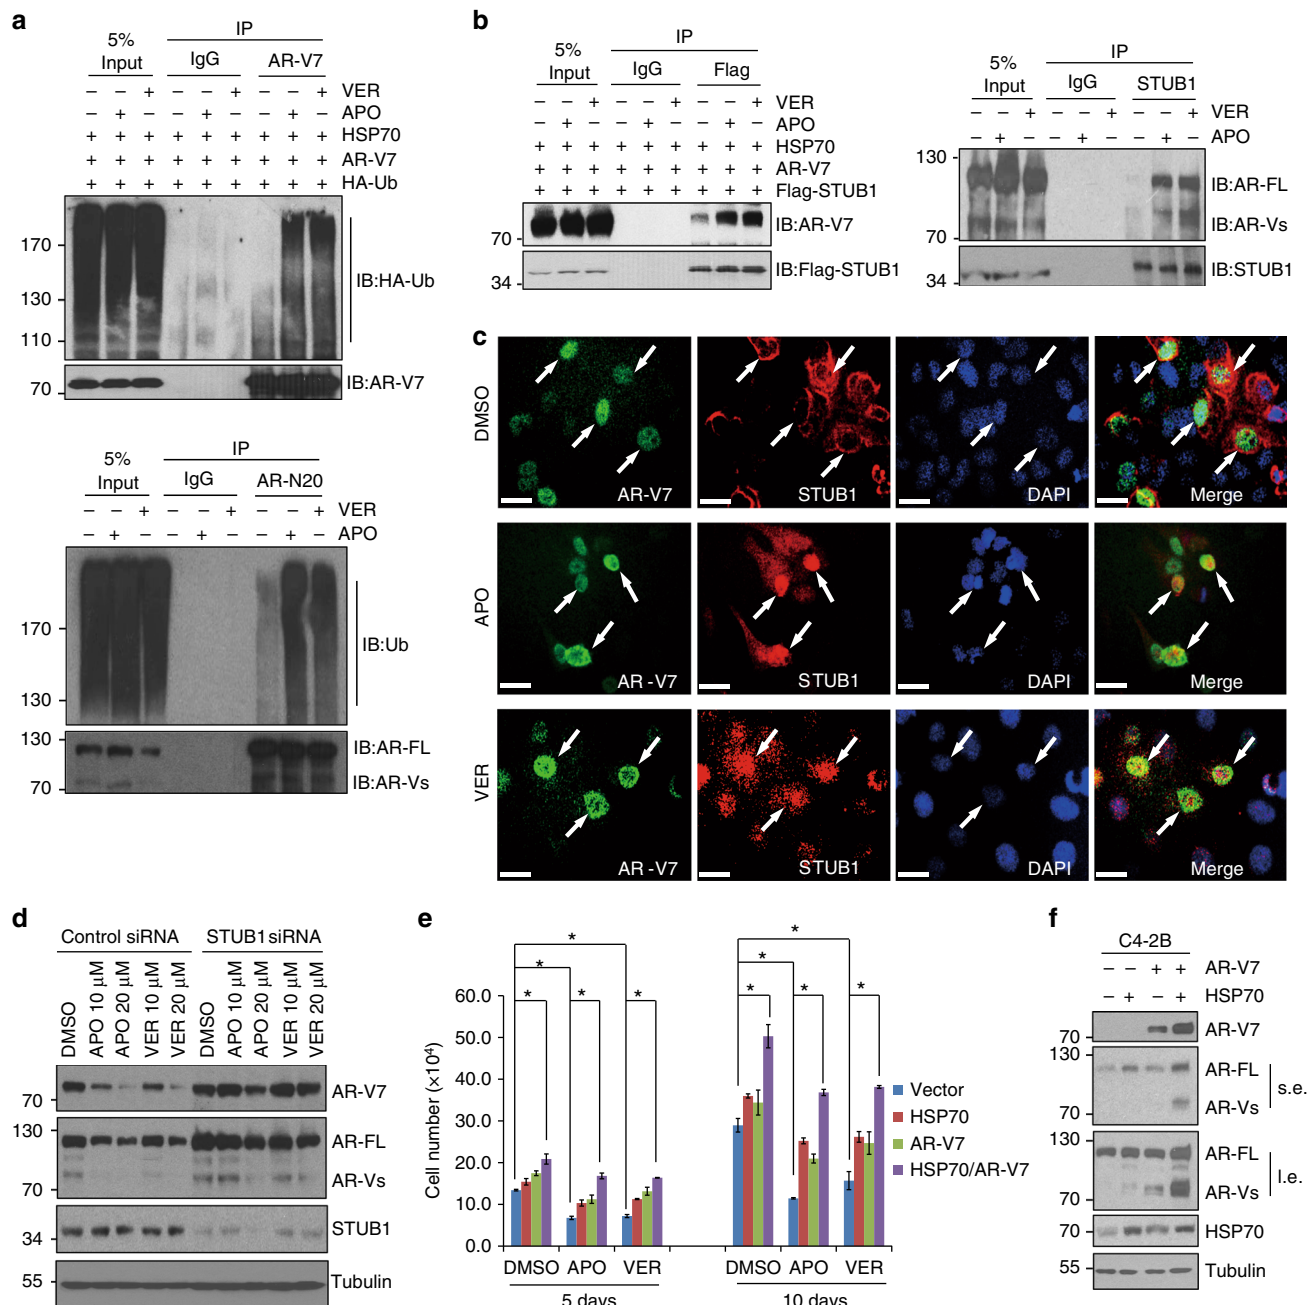 a
IP
5%
Input
IgG
AR-V7
– – + – – + – – + VER
– + – – + – – + – APO
+ + + + + + + + + HSP70
+ + + + + + + + + AR-V7
+ + + + + + + + + HA-Ub
170
130
110
IB:HA-Ub
70
IB:AR-V7
IP
5%
Input
IgG
AR-N20
– – + – – + – – + VER
– + – – + – – + – APO
170
130
IB:Ub
130
70
IB:AR-FL
IB:AR-Vs
b
IP
5%
Input
IgG
Flag
– – + – – + – – + VER
– + – – + – – + – APO
+ + + + + + + + + HSP70
+ + + + + + + + + AR-V7
+ + + + + + + + + Flag-STUB1
70
IB:AR-V7
34
IB:Flag-STUB1
IP
5%
Input
IgG
STUB1
– – + – – + – – + VER
– + – – + – – + – APO
130
70
IB:AR-FL
IB:AR-Vs
34
IB:STUB1
c
DMSO
AR-V7
STUB1
DAPI
Merge
APO
AR-V7
STUB1
DAPI
Merge
VER
AR-V7
STUB1
DAPI
Merge
d
Control siRNA
STUB1 siRNA
DMSO
APO 10 µM
APO 20 µM
VER 10 µM
VER 20 µM
DMSO
APO 10 µM
APO 20 µM
VER 10 µM
VER 20 µM
70
AR-V7
130
70
AR-FL
AR-Vs
34
STUB1
55
Tubulin
e
Cell number (×10⁴)
60.0
50.0
40.0
30.0
20.0
10.0
0.0
* * * * *
* * * * *
Vector
HSP70
AR-V7
HSP70/AR-V7
DMSO APO VER
DMSO APO VER
5 days
10 days
f
C4-2B
– – + + AR-V7
– + – + HSP70
70
AR-V7
130
70
AR-FL
AR-Vs
s.e.
130
70
AR-FL
AR-Vs
l.e.
70
HSP70
55
Tubulin